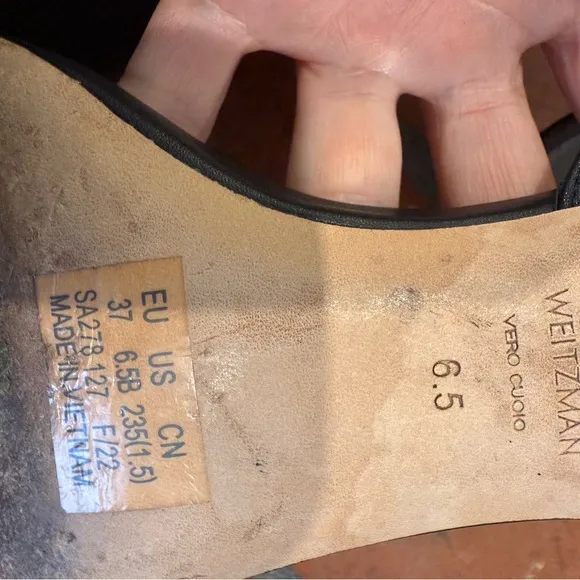 EU US CN
37 6.5B 235(1.5)
SA278 127 F/22
MADE IN VIETNAM
6.5
VERO CUOIO
WEITZMAN